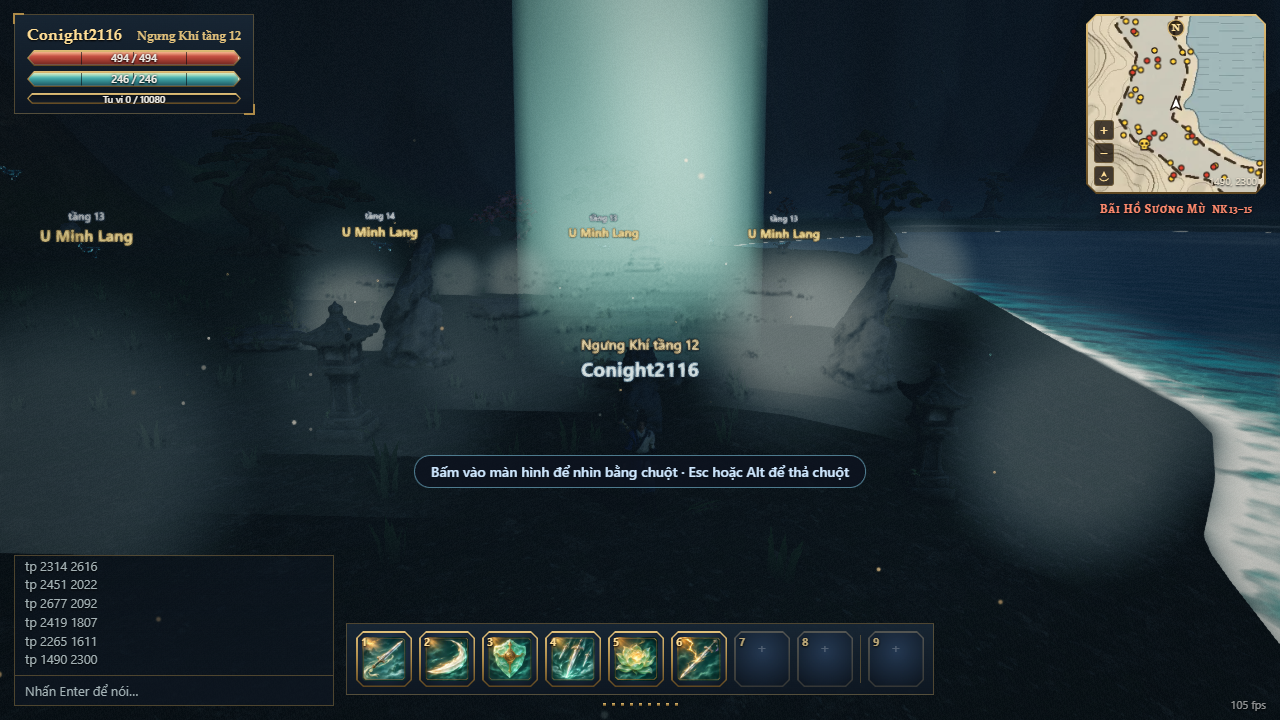 Conight2116 Ngưng Khí tầng 12
494 / 494
246 / 246
Tu vi 0 / 10080
N
+
−
1490, 2300
Bãi Hồ Sương Mù NK13–15
tầng 13
U Minh Lang
tầng 14
U Minh Lang
tầng 13
U Minh Lang
tầng 13
U Minh Lang
Ngưng Khí tầng 12
Conight2116
Bấm vào màn hình để nhìn bằng chuột · Esc hoặc Alt để thả chuột
tp 2314 2616
tp 2451 2022
tp 2677 2092
tp 2419 1807
tp 2265 1611
tp 1490 2300
Nhấn Enter để nói...
1 2 3 4 5 6 7 8 9
+ + +
105 fps